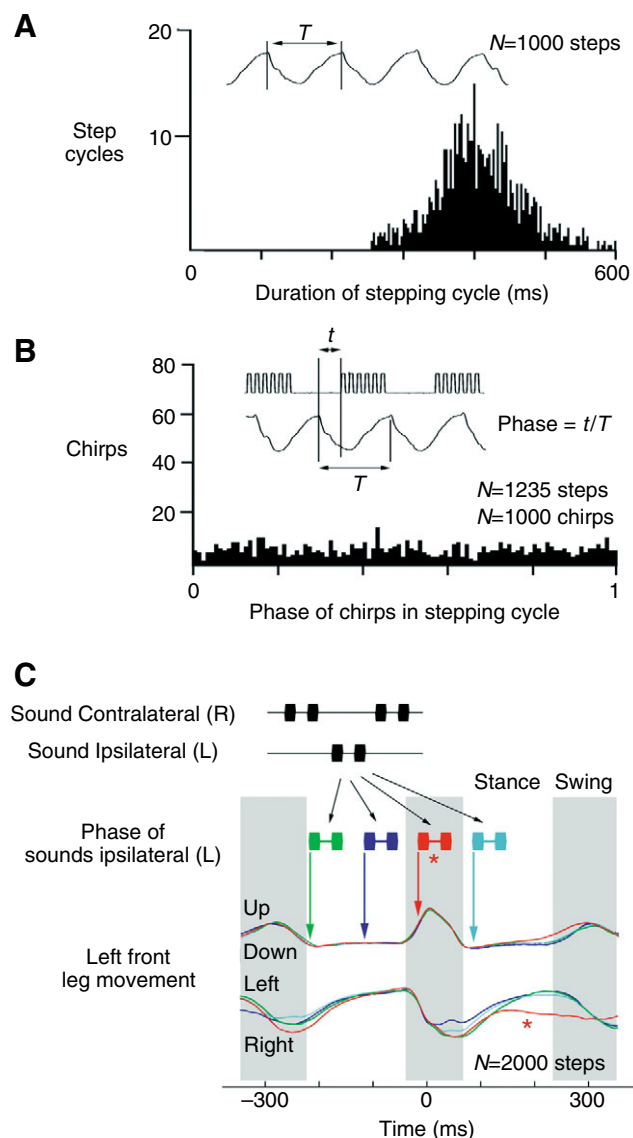 A
20
T
N=1000 steps
Step
cycles
10
0
600
Duration of stepping cycle (ms)
B
t
80
60
Phase = t/T
Chirps
40
T
N=1235 steps
20
N=1000 chirps
0
1
Phase of chirps in stepping cycle
C
Sound Contralateral (R)
Sound Ipsilateral (L)
Stance
Swing
Phase of
sounds ipsilateral (L)
*
Up
Down
Left front
leg movement
Left
Right
*
N=2000 steps
–300
0
300
Time (ms)